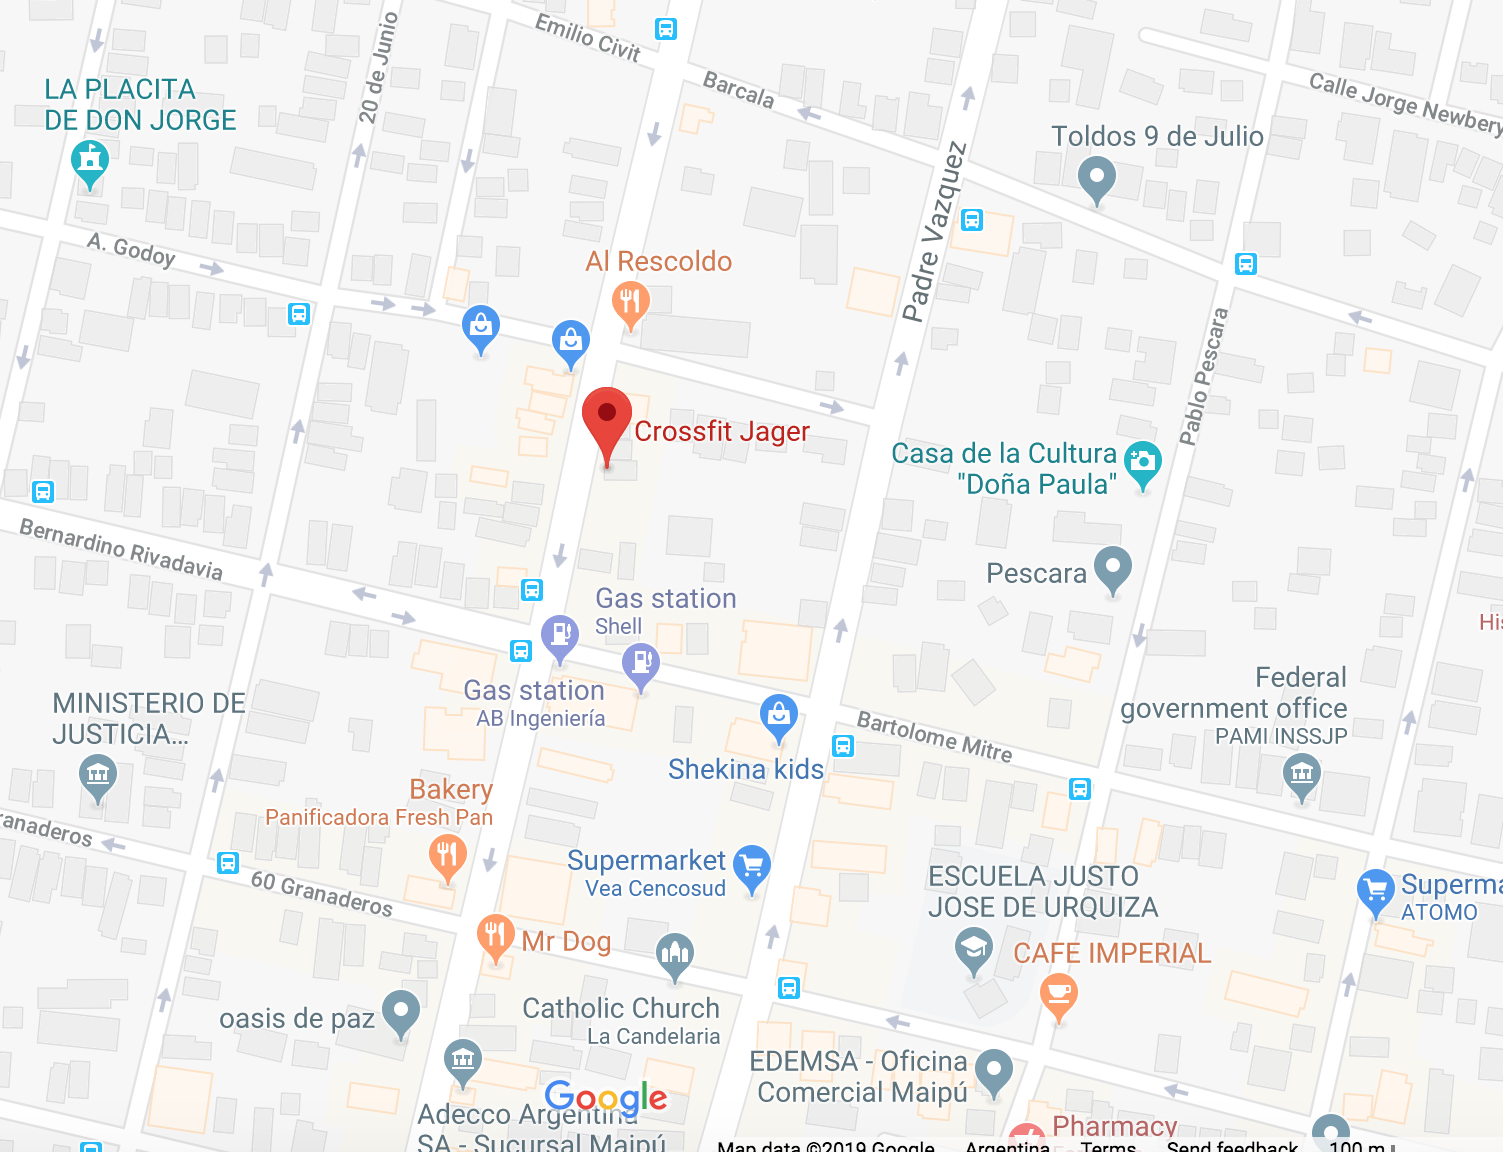 Emilio Civit
20 de Junio
Barcala
Calle Jorge Newbery
LA PLACITA
DE DON JORGE
Toldos 9 de Julio
Padre Vazquez
A. Godoy
Al Rescoldo
Pablo Pescara
Crossfit Jager
Casa de la Cultura
"Doña Paula"
Bernardino Rivadavia
Pescara
Gas station
Shell
His
Gas station
AB Ingeniería
Federal
government office
PAMI INSSJP
MINISTERIO DE
JUSTICIA...
Bartolome Mitre
Shekina kids
Bakery
Panificadora Fresh Pan
ranaderos
60 Granaderos
Supermarket
Vea Cencosud
ESCUELA JUSTO
JOSE DE URQUIZA
Superma
ATOMO
Mr Dog
CAFE IMPERIAL
Catholic Church
La Candelaria
oasis de paz
EDEMSA - Oficina
Comercial Maipú
Google
Adecco Argentina
SA - Sucursal Maipú
Pharmacy
Map data ©2019 Google Argentina Terms Send feedback 100 m